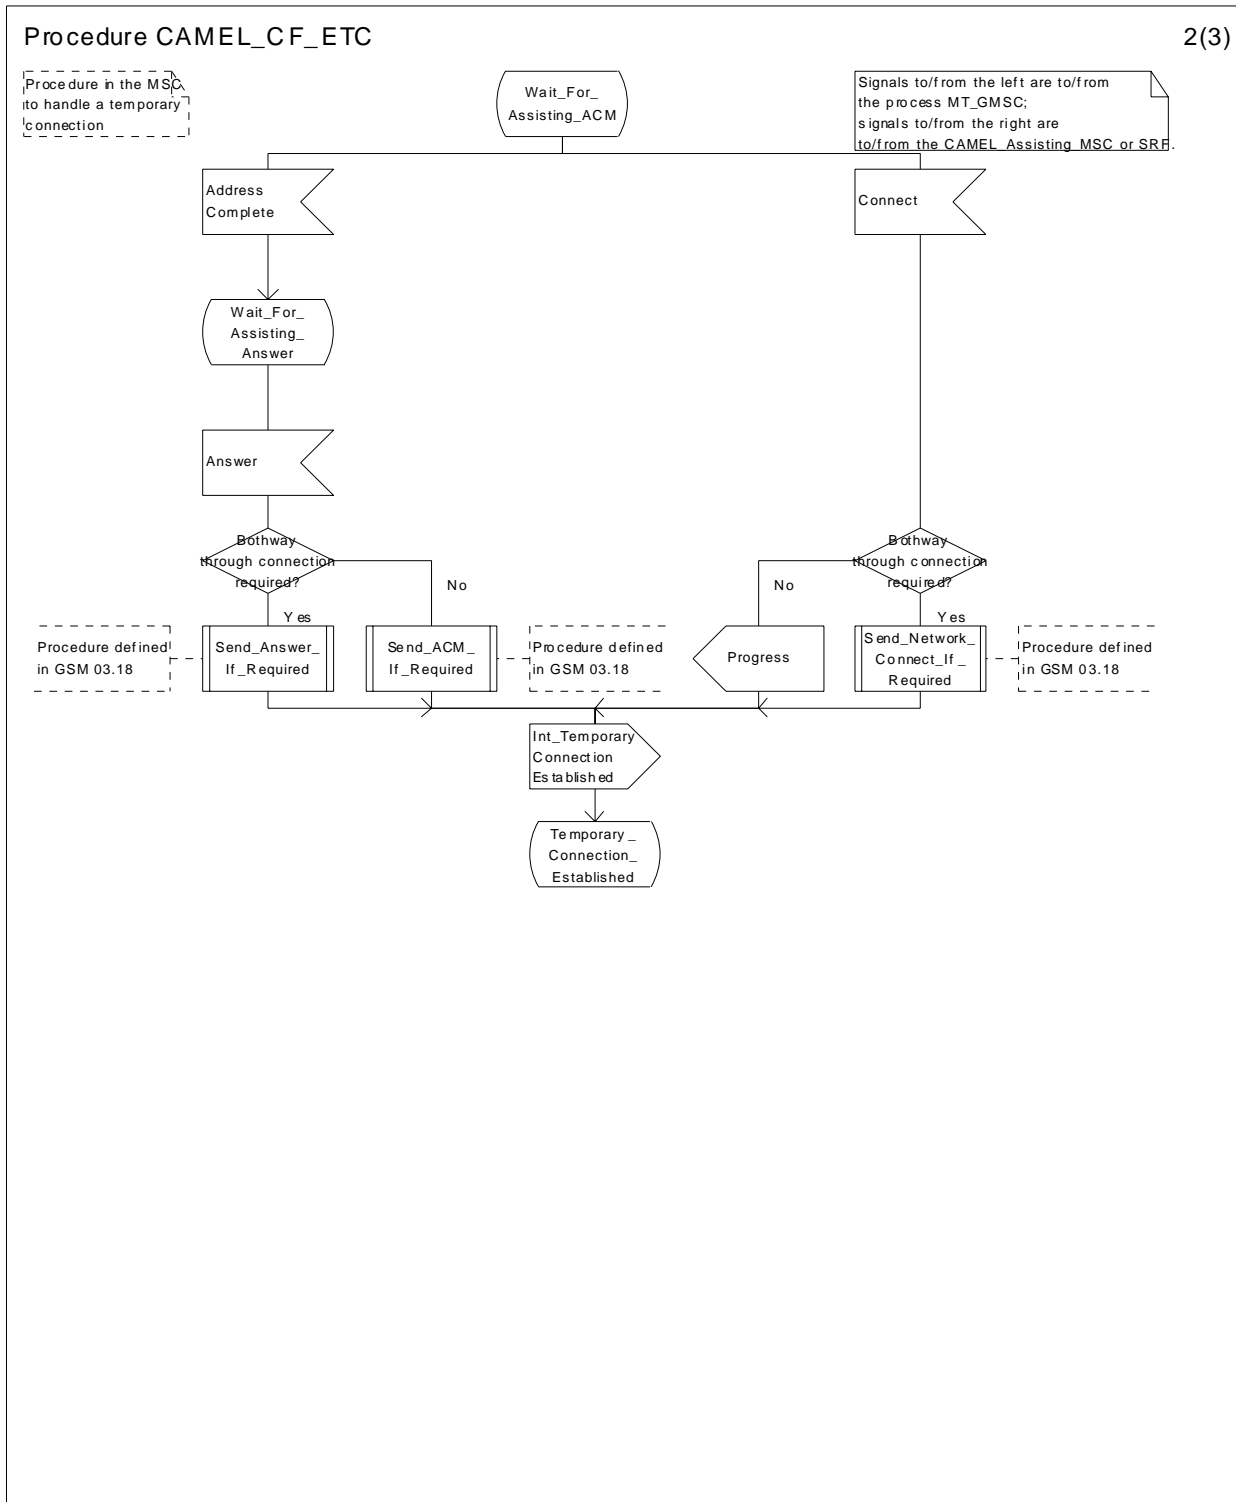 Procedure CAMEL_CF_ETC
2(3)
Procedure in the MSC
to handle a temporary
connection
Wait_For_
Assisting_ACM
Signals to/from the left are to/from
the process MT_GMSC;
signals to/from the right are
to/from the CAMEL_Assisting_MSC or SRF.
Address
Complete
Connect
Wait_For_
Assisting_
Answer
Answer
Bothway
through connection
required?
No
Yes
Bothway
through connection
required?
No
Yes
Procedure defined
in GSM 03.18
Send_Answer_
If_Required
Send_ACM_
If_Required
Procedure defined
in GSM 03.18
Progress
Send_Network_
Connect_If_
Required
Procedure defined
in GSM 03.18
Int_Temporary
Connection
Established
Temporary_
Connection_
Established